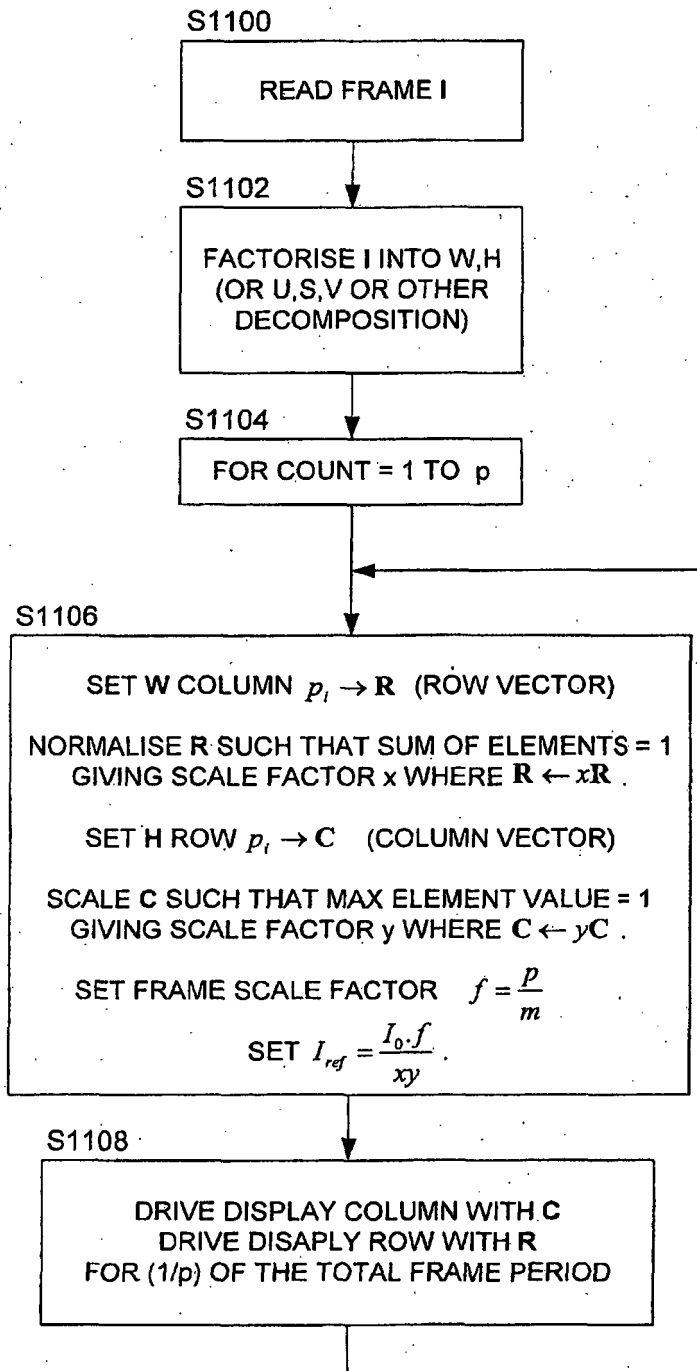 S1100
READ FRAME I
S1102
FACTORISE I INTO W,H
(OR U,S,V OR OTHER
DECOMPOSITION)
S1104
FOR COUNT = 1 TO p
S1106
SET W COLUMN p_i → R (ROW VECTOR)
NORMALISE R SUCH THAT SUM OF ELEMENTS = 1
GIVING SCALE FACTOR x WHERE R ← xR .
SET H ROW p_i → C (COLUMN VECTOR)
SCALE C SUCH THAT MAX ELEMENT VALUE = 1
GIVING SCALE FACTOR y WHERE C ← yC .
SET FRAME SCALE FACTOR f = p/m
SET I_ref = I_0.f/xy .
S1108
DRIVE DISPLAY COLUMN WITH C
DRIVE DISAPLY ROW WITH R
FOR (1/p) OF THE TOTAL FRAME PERIOD